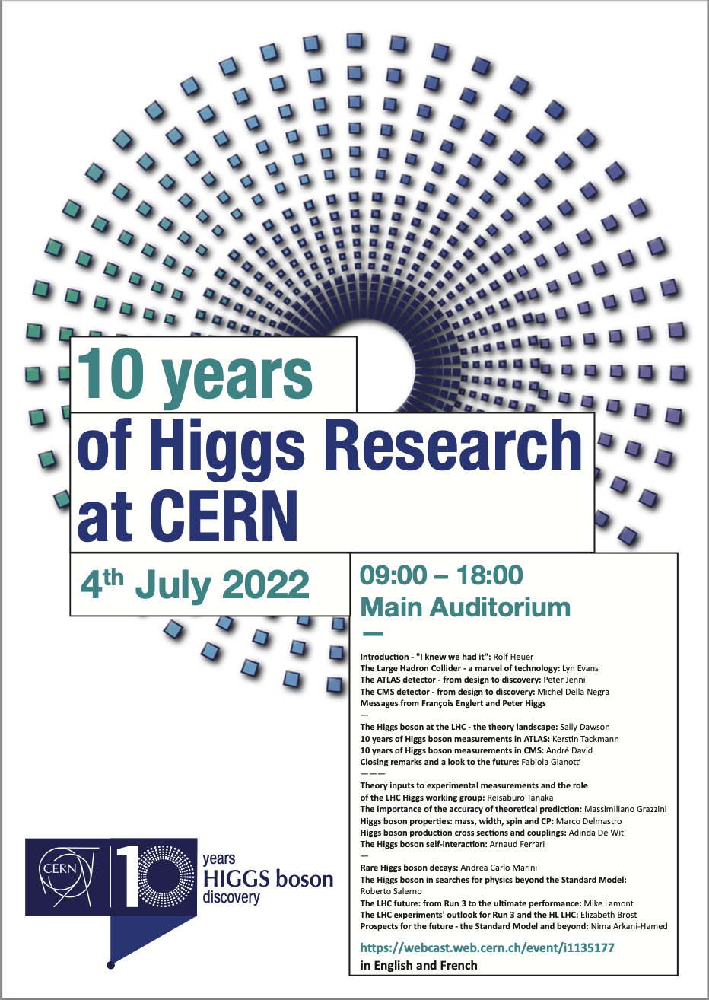 10 years
of Higgs Research
at CERN
4th July 2022
09:00 – 18:00
Main Auditorium
—
Introduction - "I knew we had it": Rolf Heuer
The Large Hadron Collider - a marvel of technology: Lyn Evans
The ATLAS detector - from design to discovery: Peter Jenni
The CMS detector - from design to discovery: Michel Della Negra
Messages from François Englert and Peter Higgs
—
The Higgs boson at the LHC - the theory landscape: Sally Dawson
10 years of Higgs boson measurements in ATLAS: Kerstin Tackmann
10 years of Higgs boson measurements in CMS: André David
Closing remarks and a look to the future: Fabiola Gianotti
———
Theory inputs to experimental measurements and the role
of the LHC Higgs working group: Reisaburo Tanaka
The importance of the accuracy of theoretical prediction: Massimiliano Grazzini
Higgs boson properties: mass, width, spin and CP: Marco Delmastro
Higgs boson production cross sections and couplings: Adinda De Wit
The Higgs boson self-interaction: Arnaud Ferrari
—
Rare Higgs boson decays: Andrea Carlo Marini
The Higgs boson in searches for physics beyond the Standard Model:
Roberto Salerno
The LHC future: from Run 3 to the ultimate performance: Mike Lamont
The LHC experiments' outlook for Run 3 and the HL LHC: Elizabeth Brost
Prospects for the future - the Standard Model and beyond: Nima Arkani-Hamed
https://webcast.web.cern.ch/event/i1135177
in English and French
CERN
10
years
HIGGS boson
discovery